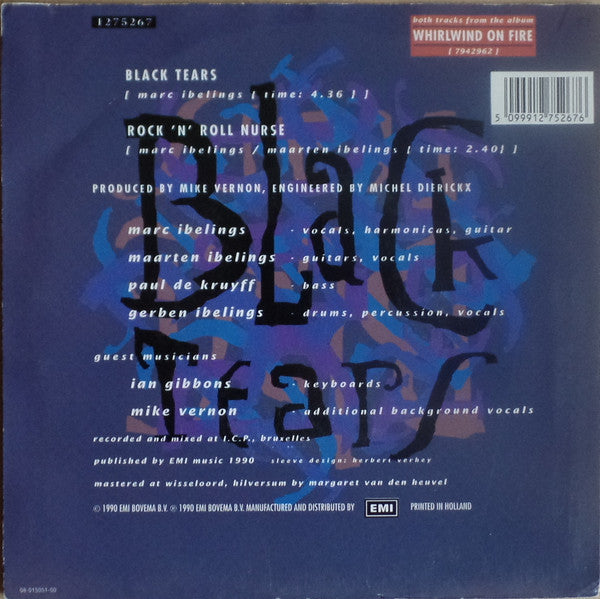 1275267
both tracks from the album
WHIRLWIND ON FIRE
[ 7942962 ]
BLACK TEARS
[ marc ibelings [ time: 4.36 ] ]
5 099912 752676
ROCK 'N' ROLL NURSE
[ marc ibelings / maarten ibelings [ time: 2.40] ]
PRODUCED BY MIKE VERNON, ENGINEERED BY MICHEL DIERICKX
BLACK
marc ibelings · vocals, harmonicas, guitar
maarten ibelings · guitars, vocals
paul de kruyff · bass
gerben ibelings · drums, percussion, vocals
TEARS
guest musicians
ian gibbons · keyboards
mike vernon · additional background vocals
recorded and mixed at I.C.P., bruxelles
published by EMI music 1990 sleeve design: herbert verhey
mastered at wisseloord, hilversum by margaret van den heuvel
© 1990 EMI BOVEMA B.V. ℗ 1990 EMI BOVEMA B.V. MANUFACTURED AND DISTRIBUTED BY EMI PRINTED IN HOLLAND
08-015051-50